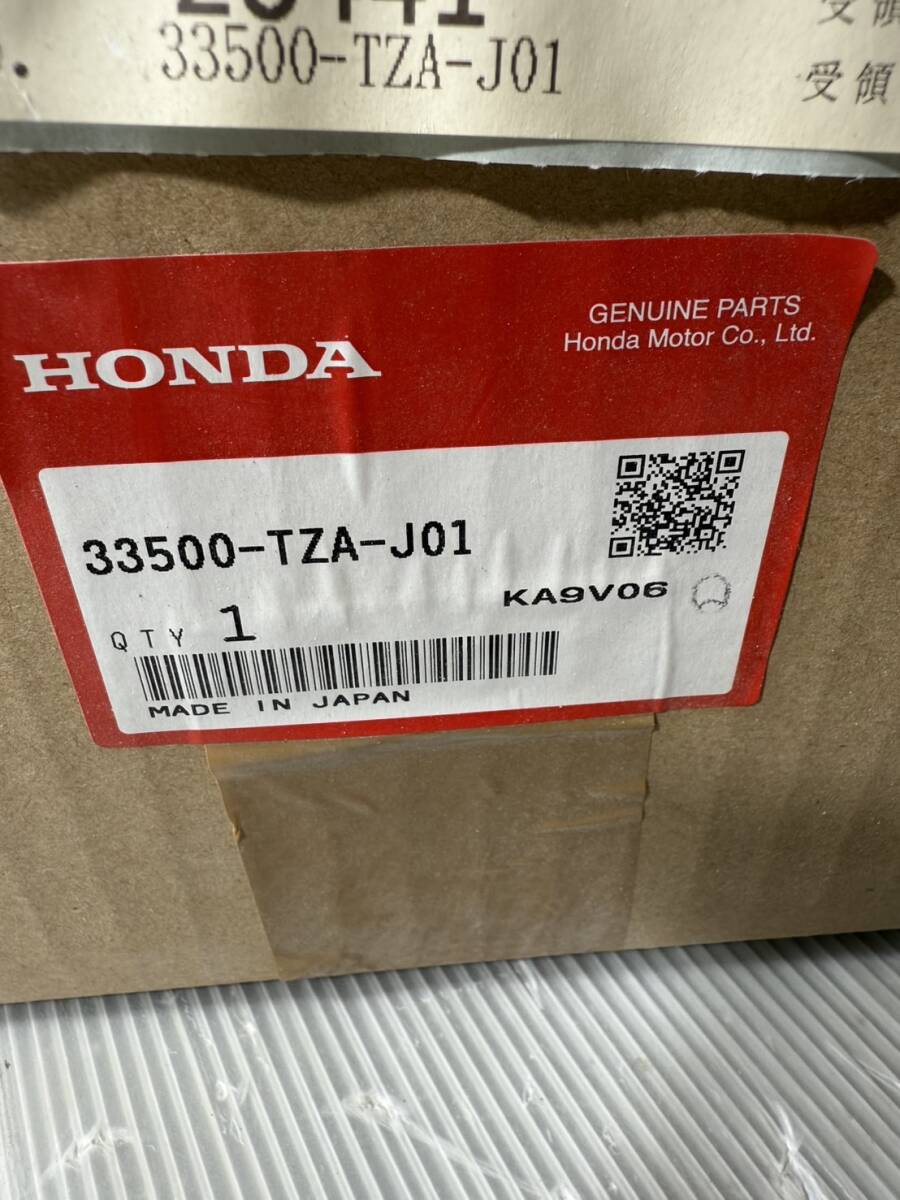 33500-TZA-J01
受領
受領
GENUINE PARTS
Honda Motor Co., Ltd.
HONDA
33500-TZA-J01
KA9V06
QTY 1
MADE IN JAPAN